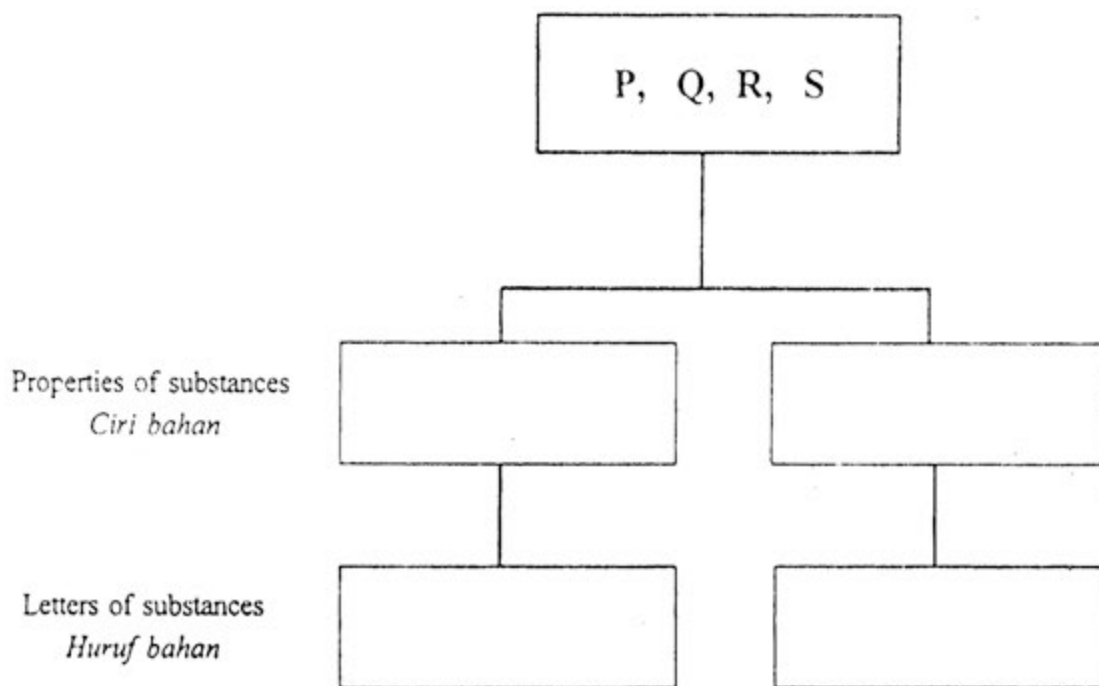 P, Q, R, S
Properties of substances
Ciri bahan
Letters of substances
Huruf bahan